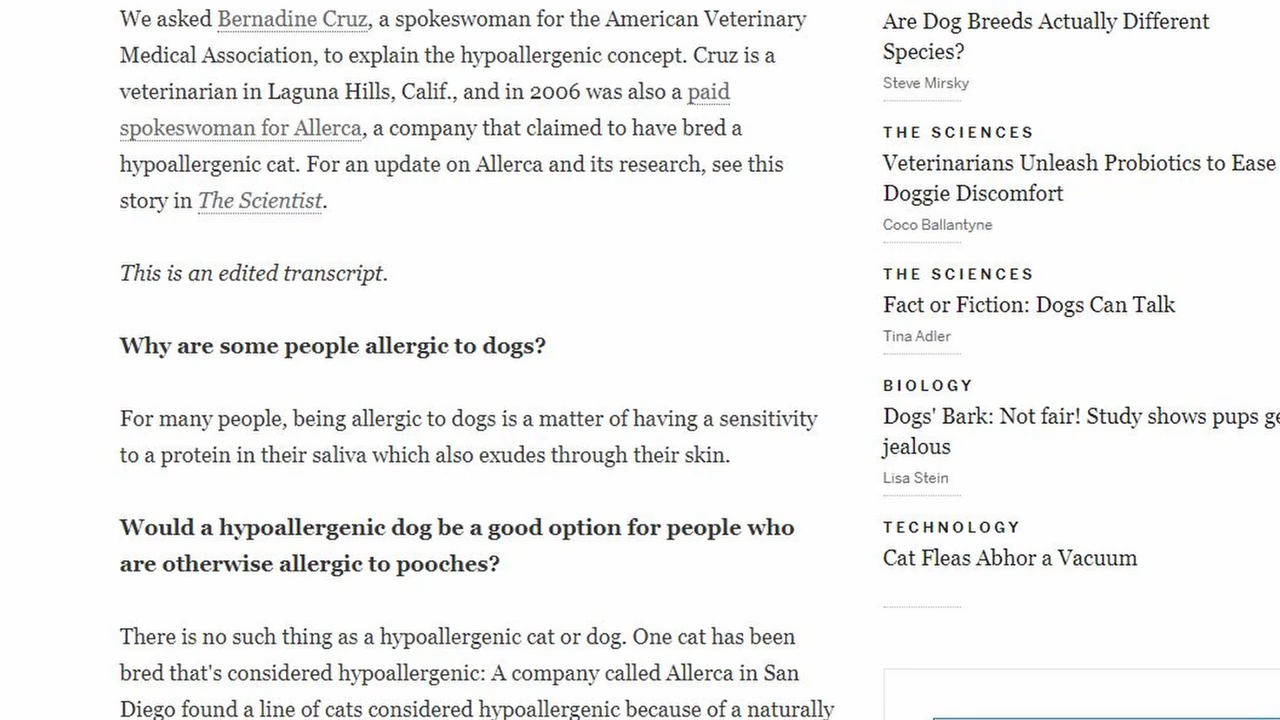 We asked Bernadine Cruz, a spokeswoman for the American Veterinary
Medical Association, to explain the hypoallergenic concept. Cruz is a
veterinarian in Laguna Hills, Calif., and in 2006 was also a paid
spokeswoman for Allerca, a company that claimed to have bred a
hypoallergenic cat. For an update on Allerca and its research, see this
story in The Scientist.
This is an edited transcript.
Why are some people allergic to dogs?
For many people, being allergic to dogs is a matter of having a sensitivity
to a protein in their saliva which also exudes through their skin.
Would a hypoallergenic dog be a good option for people who
are otherwise allergic to pooches?
There is no such thing as a hypoallergenic cat or dog. One cat has been
bred that's considered hypoallergenic: A company called Allerca in San
Diego found a line of cats considered hypoallergenic because of a naturally
Are Dog Breeds Actually Different
Species?
Steve Mirsky
THE SCIENCES
Veterinarians Unleash Probiotics to Ease
Doggie Discomfort
Coco Ballantyne
THE SCIENCES
Fact or Fiction: Dogs Can Talk
Tina Adler
BIOLOGY
Dogs' Bark: Not fair! Study shows pups ge
jealous
Lisa Stein
TECHNOLOGY
Cat Fleas Abhor a Vacuum